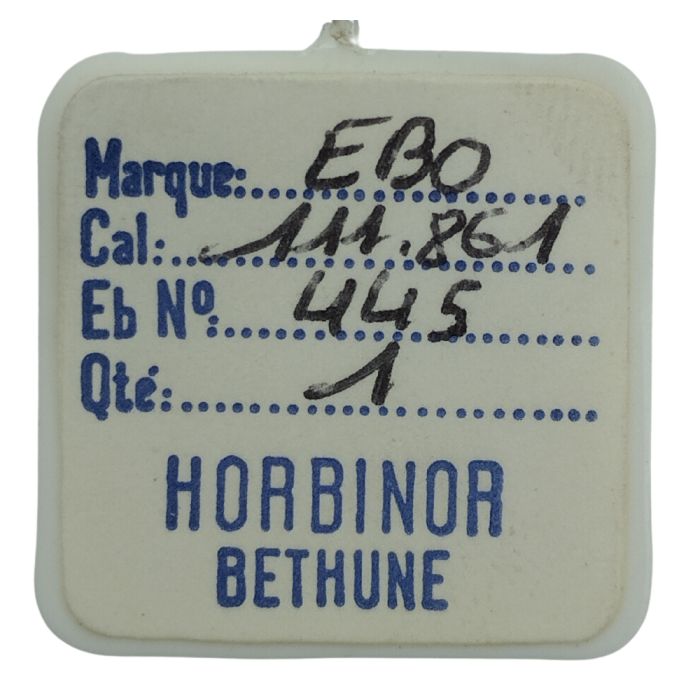 Marque: EBO
Cal: 111.861
Eb Nº: 445
Qté: 1
HORBINOR
BETHUNE